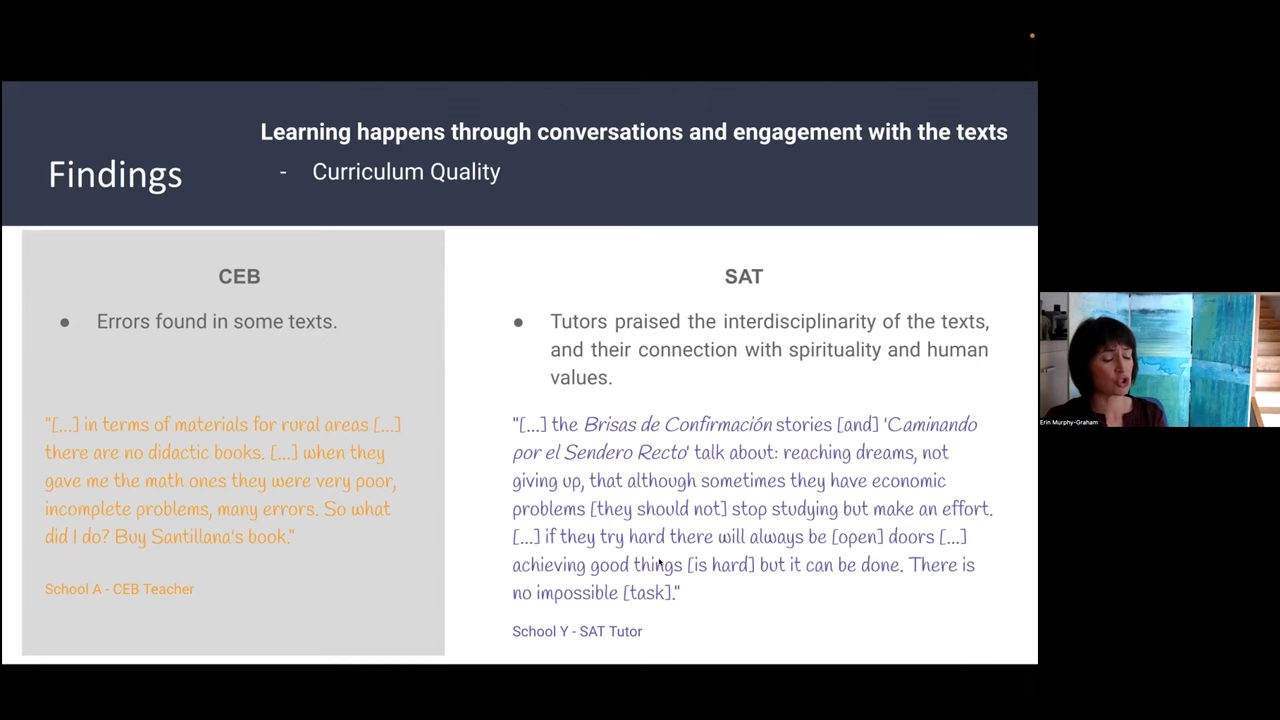 Learning happens through conversations and engagement with the texts
Findings
- Curriculum Quality
CEB
● Errors found in some texts.
"[...] in terms of materials for rural areas [...]
there are no didactic books. [...] when they
gave me the math ones they were very poor,
incomplete problems, many errors. So what
did I do? Buy Santillana's book."
School A - CEB Teacher
SAT
● Tutors praised the interdisciplinarity of the texts,
and their connection with spirituality and human
values.
"[...] the Brisas de Confirmación stories [and] 'Caminando
por el Sendero Recto' talk about: reaching dreams, not
giving up, that although sometimes they have economic
problems [they should not] stop studying but make an effort.
[...] if they try hard there will always be [open] doors [...]
achieving good things [is hard] but it can be done. There is
no impossible [task]."
School Y - SAT Tutor
Erin Murphy-Graham